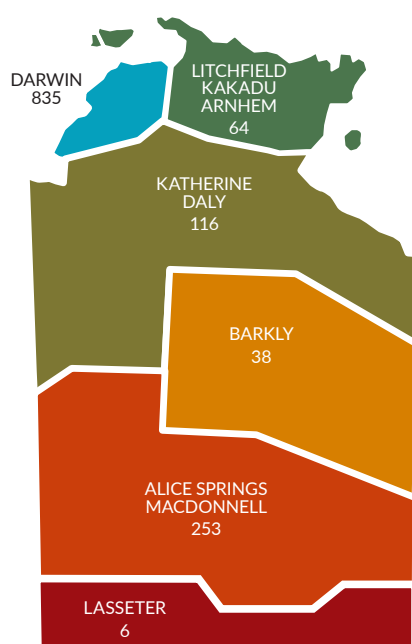 DARWIN
835
LITCHFIELD
KAKADU
ARNHEM
64
KATHERINE
DALY
116
BARKLY
38
ALICE SPRINGS
MACDONNELL
253
LASSETER
6